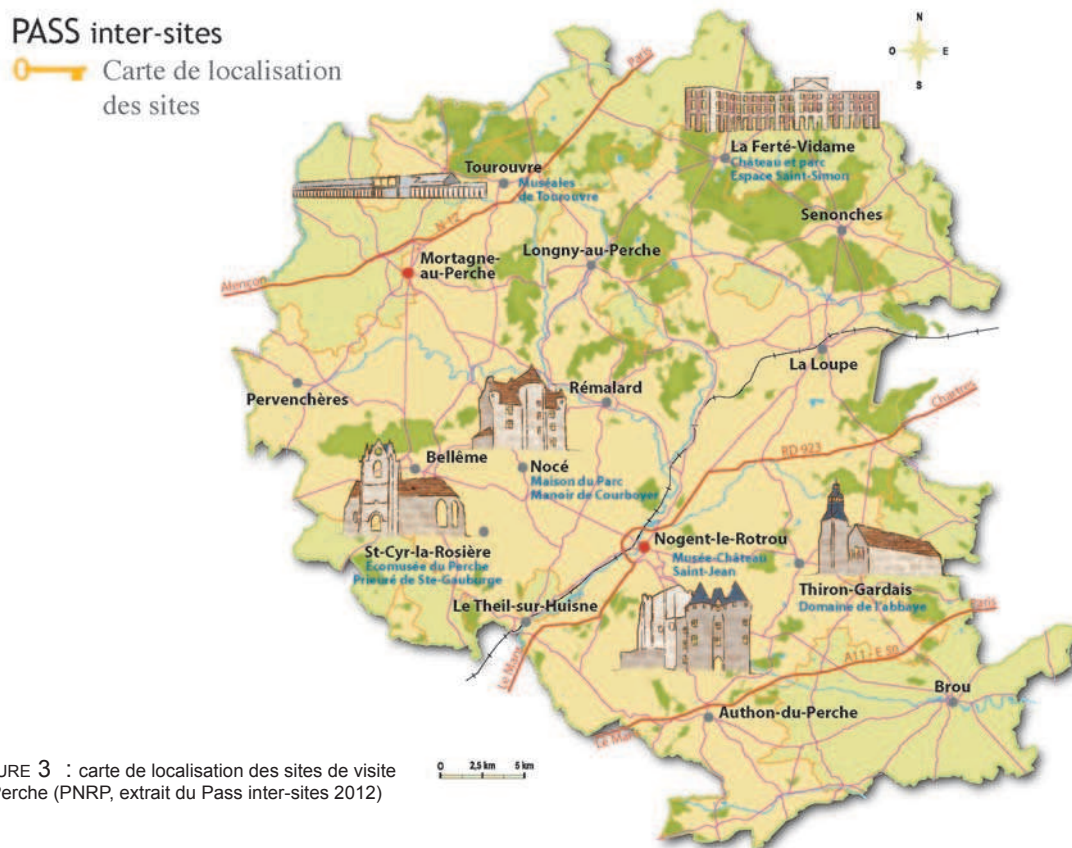 PASS inter-sites
Carte de localisation
des sites
N
O
E
S
Paris
La Ferté-Vidame
Château et parc
Espace Saint-Simon
Tourouvre
Muséales
de Tourouvre
Senonches
N-12
Longny-au-Perche
Mortagne-
au-Perche
Alençon
La Loupe
Pervenchères
Rémalard
Chartres
RD 923
Bellême
Nocé
Maison du Parc
Manoir de Courboyer
Nogent-le-Rotrou
Musée-Château
Saint-Jean
St-Cyr-la-Rosière
Ecomusée du Perche
Prieuré de Ste-Gauburge
Thiron-Gardais
Domaine de l'abbaye
Le Theil-sur-Huisne
Paris
Le Mans
A11 - E 50
Brou
Authon-du-Perche
Le Mans
URE 3 : carte de localisation des sites de visite
Perche (PNRP, extrait du Pass inter-sites 2012)
0 2,5 km 5 km